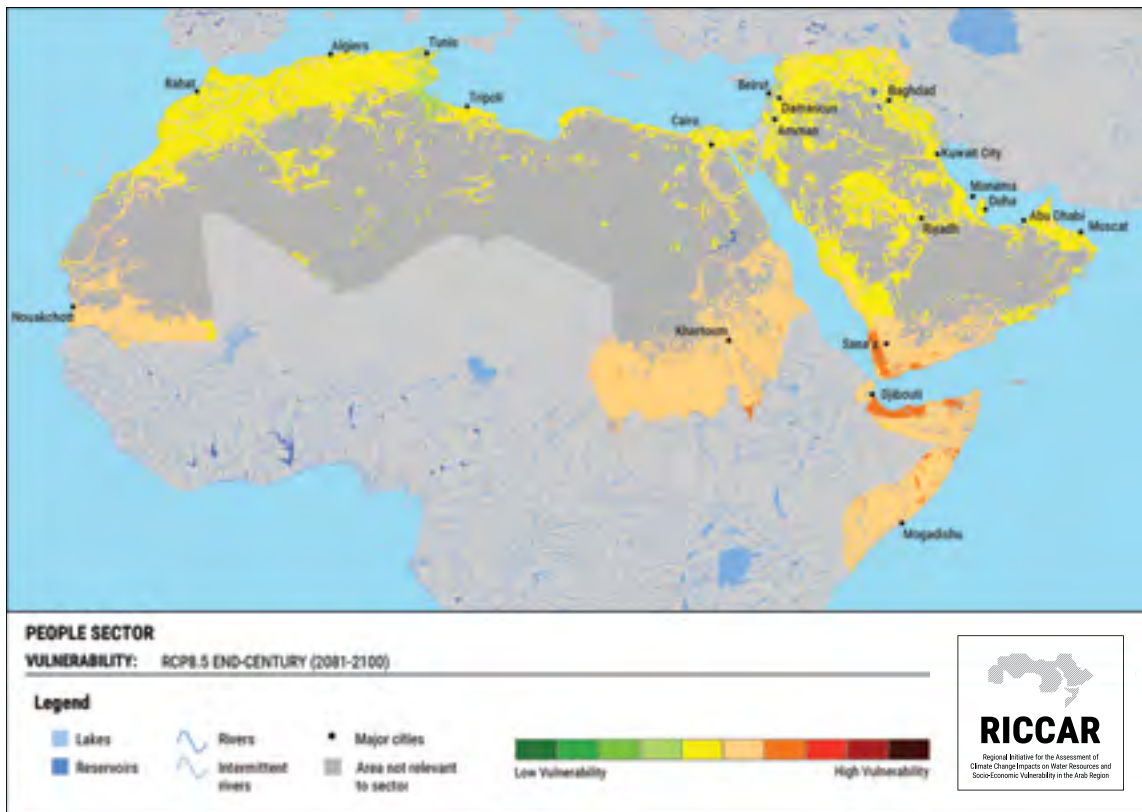 Algiers
Tunis
Rabat
Tripoli
Beirut
Baghdad
Damascus
Cairo
Amman
Kuwait City
Manama
Doha
Abu Dhabi
Riyadh
Muscat
Nouakchott
Khartoum
Sana'a
Djibouti
Mogadishu
PEOPLE SECTOR
VULNERABILITY: RCP8.5 END-CENTURY (2081-2100)
Legend
Lakes
Rivers
Major cities
Reservoirs
Intermittent
rivers
Area not relevant
to sector
Low Vulnerability
High Vulnerability
RICCAR
Regional Initiative for the Assessment of
Climate Change Impacts on Water Resources and
Socio-Economic Vulnerability in the Arab Region